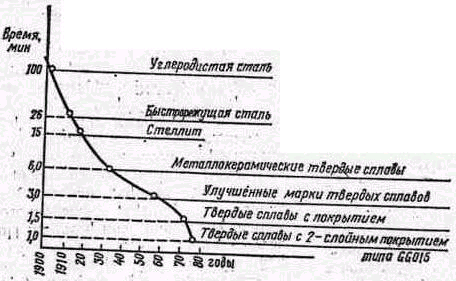 Время,
мин
100
Углеродистая сталь
26
Быстрорежущая сталь
15
Стеллит
6,0
Металлокерамические твердые сплавы
3,0
Улучшенные марки твердых сплавов
1,5
Твердые сплавы с покрытием
1,0
Твердые сплавы с 2-слойным покрытием
типа GG015
1900 1910 20 30 40 50 60 70 80 годы